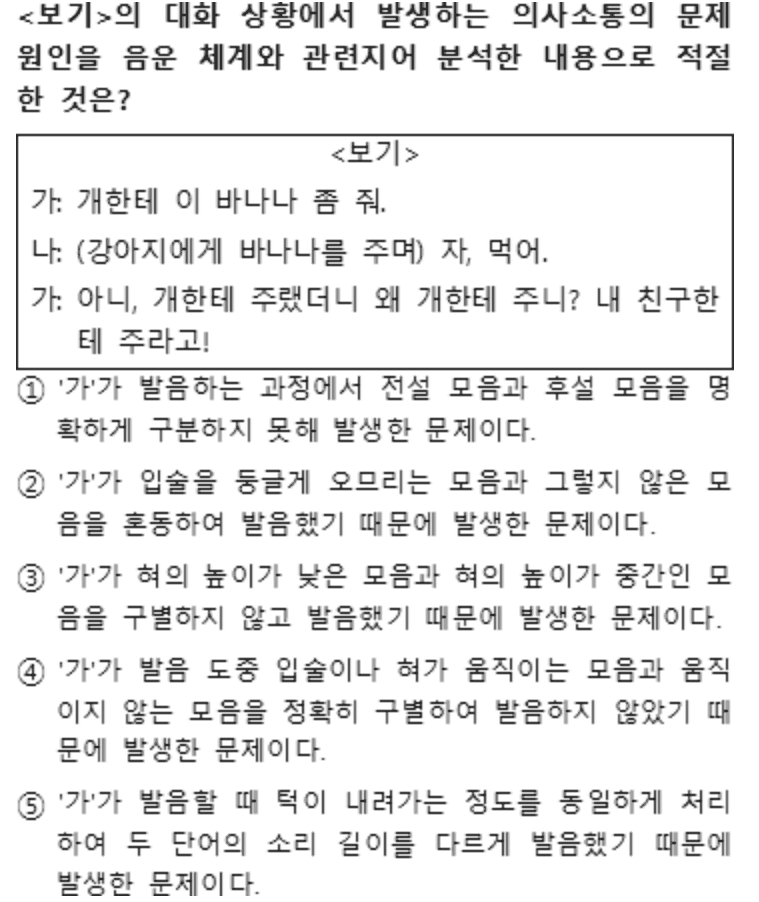 <보기>의 대화 상황에서 발생하는 의사소통의 문제
원인을 음운 체계와 관련지어 분석한 내용으로 적절
한 것은?
<보기>
가: 개한테 이 바나나 좀 줘.
나: (강아지에게 바나나를 주며) 자, 먹어.
가: 아니, 개한테 주랬더니 왜 개한테 주니? 내 친구한
테 주라고!
① '가'가 발음하는 과정에서 전설 모음과 후설 모음을 명
확하게 구분하지 못해 발생한 문제이다.
② '가'가 입술을 둥글게 오므리는 모음과 그렇지 않은 모
음을 혼동하여 발음했기 때문에 발생한 문제이다.
③ '가'가 혀의 높이가 낮은 모음과 혀의 높이가 중간인 모
음을 구별하지 않고 발음했기 때문에 발생한 문제이다.
④ '가'가 발음 도중 입술이나 혀가 움직이는 모음과 움직
이지 않는 모음을 정확히 구별하여 발음하지 않았기 때
문에 발생한 문제이다.
⑤ '가'가 발음할 때 턱이 내려가는 정도를 동일하게 처리
하여 두 단어의 소리 길이를 다르게 발음했기 때문에
발생한 문제이다.